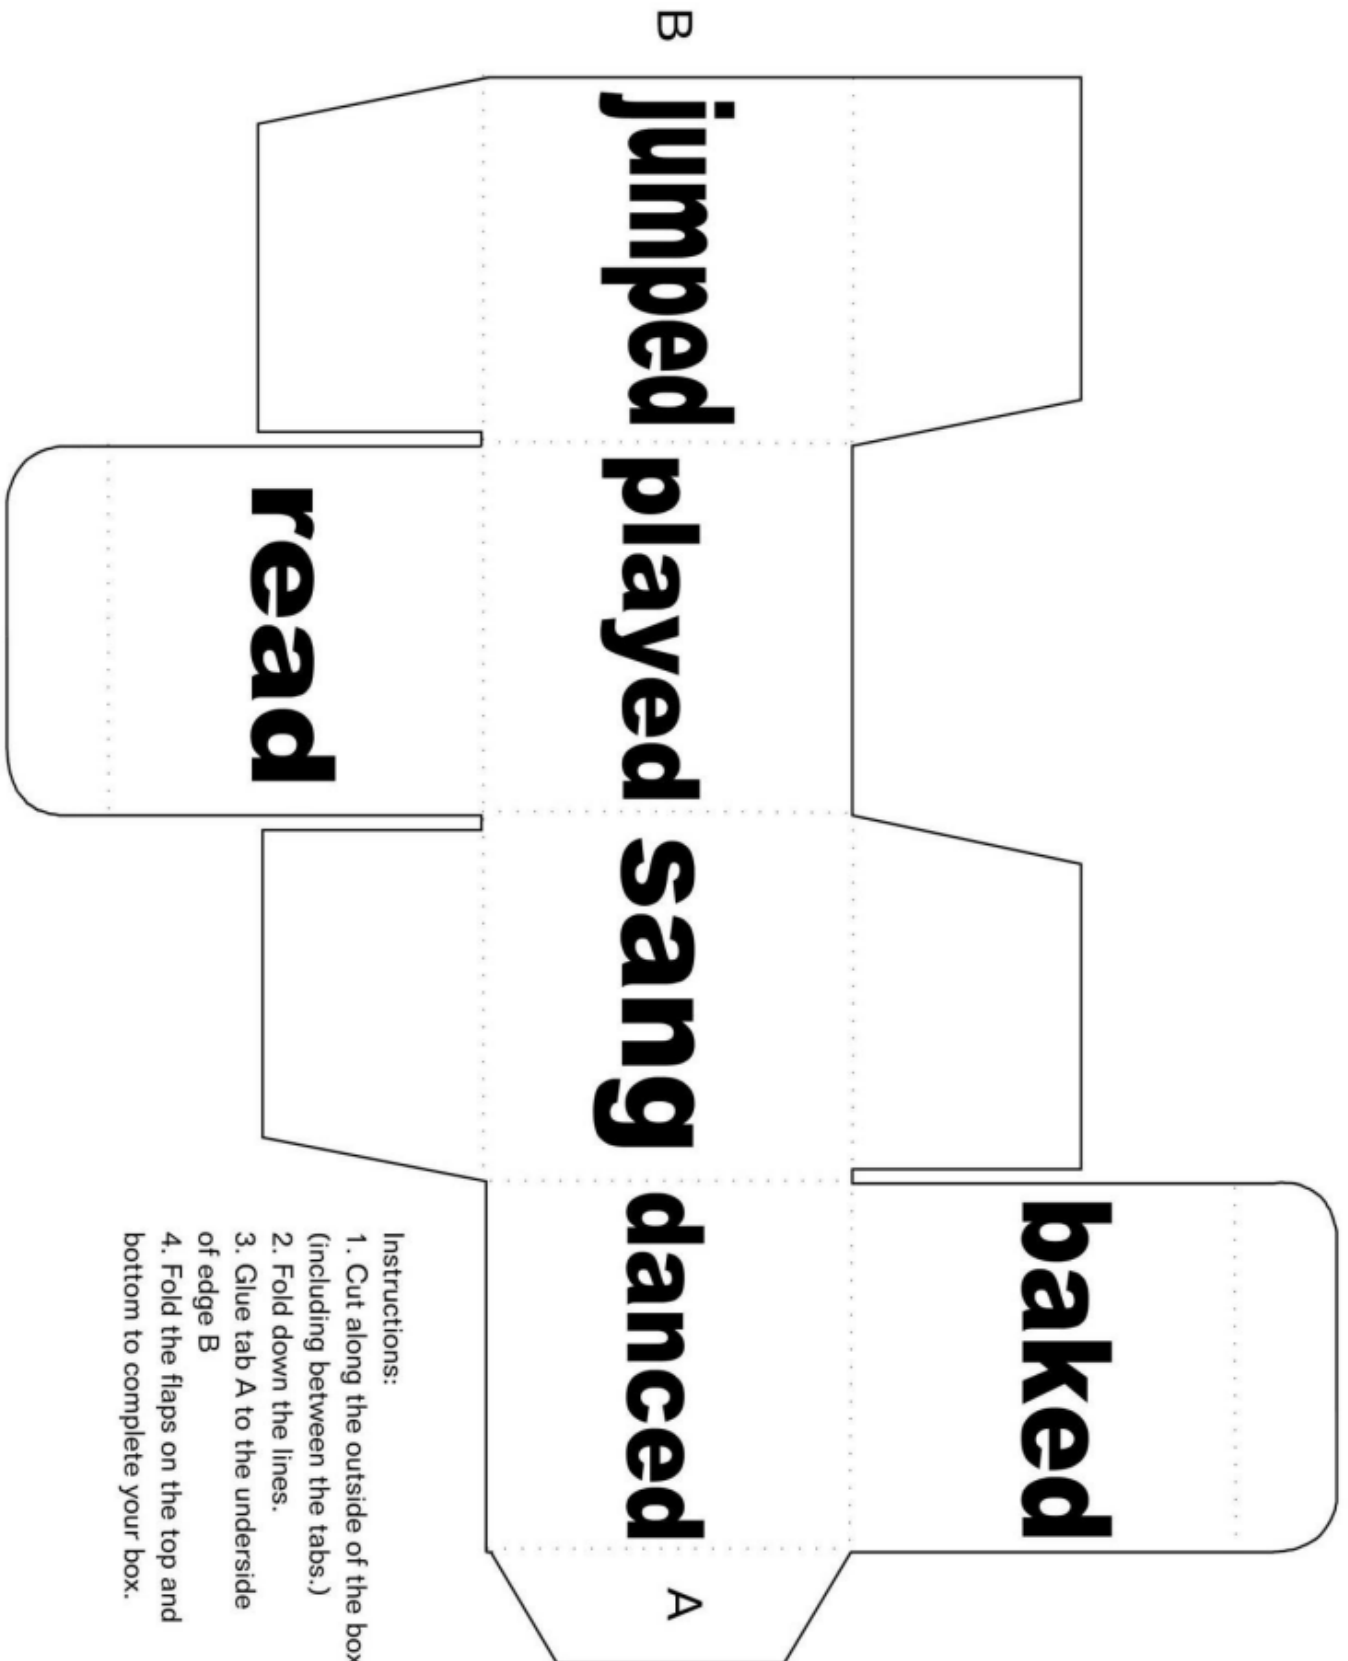 B
jumped played sang danced
A
read
baked
Instructions:
1. Cut along the outside of the box
(including between the tabs.)
2. Fold down the lines.
3. Glue tab A to the underside
of edge B
4. Fold the flaps on the top and
bottom to complete your box.